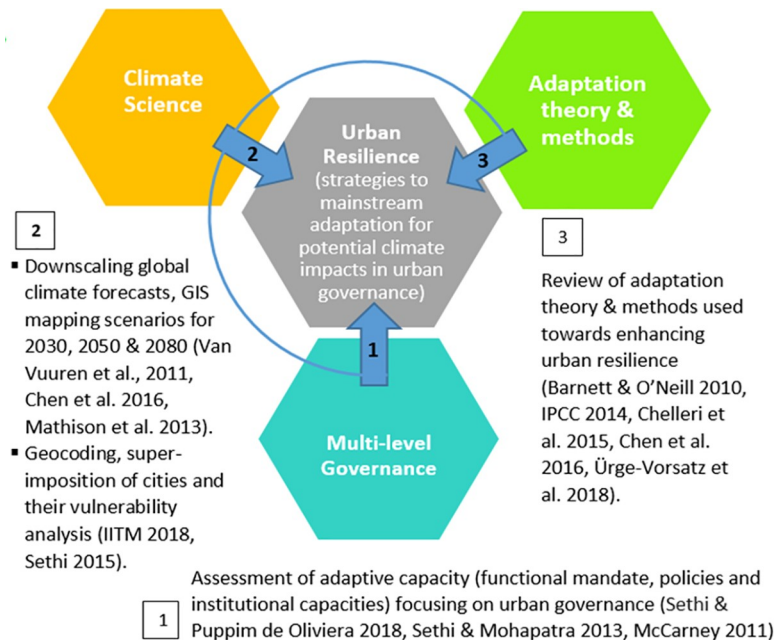 Climate
Science
Adaptation
theory &
methods
2
3
Urban
Resilience
(strategies to
mainstream
adaptation for
potential climate
impacts in urban
governance)
1
Multi-level
Governance
2
▪ Downscaling global
climate forecasts, GIS
mapping scenarios for
2030, 2050 & 2080 (Van
Vuuren et al., 2011,
Chen et al. 2016,
Mathison et al. 2013).
▪ Geocoding, super-
imposition of cities and
their vulnerability
analysis (IITM 2018,
Sethi 2015).
3
Review of adaptation
theory & methods used
towards enhancing
urban resilience
(Barnett & O’Neill 2010,
IPCC 2014, Chelleri et
al. 2015, Chen et al.
2016, Ürge-Vorsatz et
al. 2018).
1
Assessment of adaptive capacity (functional mandate, policies and
institutional capacities) focusing on urban governance (Sethi &
Puppim de Oliviera 2018, Sethi & Mohapatra 2013, McCarney 2011)